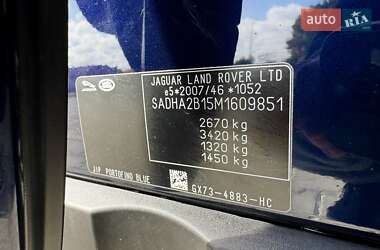 auto RIA
JAGUAR LAND ROVER LTD
e5*2007/46 *1052
SADHA2B15M1609851
2670 kg
3420 kg
1320 kg
1450 kg
JIP PORTOFINO BLUE
GX73-4883-HC